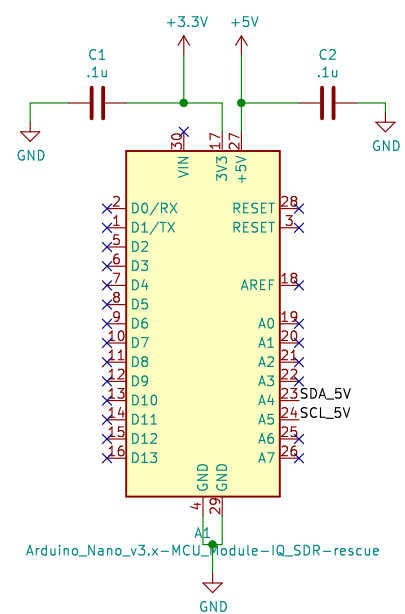 +3.3V +5V
C1 C2
.1u .1u
GND GND
30 17 27
VIN 3V3 +5V
2 D0/RX RESET 28
1 D1/TX RESET 3
5 D2
6 D3
7 D4 AREF 18
8 D5
9 D6 A0 19
10 D7 A1 20
11 D8 A2 21
12 D9 A3 22
13 D10 A4 23 SDA_5V
14 D11 A5 24 SCL_5V
15 D12 A6 25
16 D13 A7 26
GND GND
4 29
A1
Arduino_Nano_v3.x-MCU_Module-IQ_SDR-rescue
GND